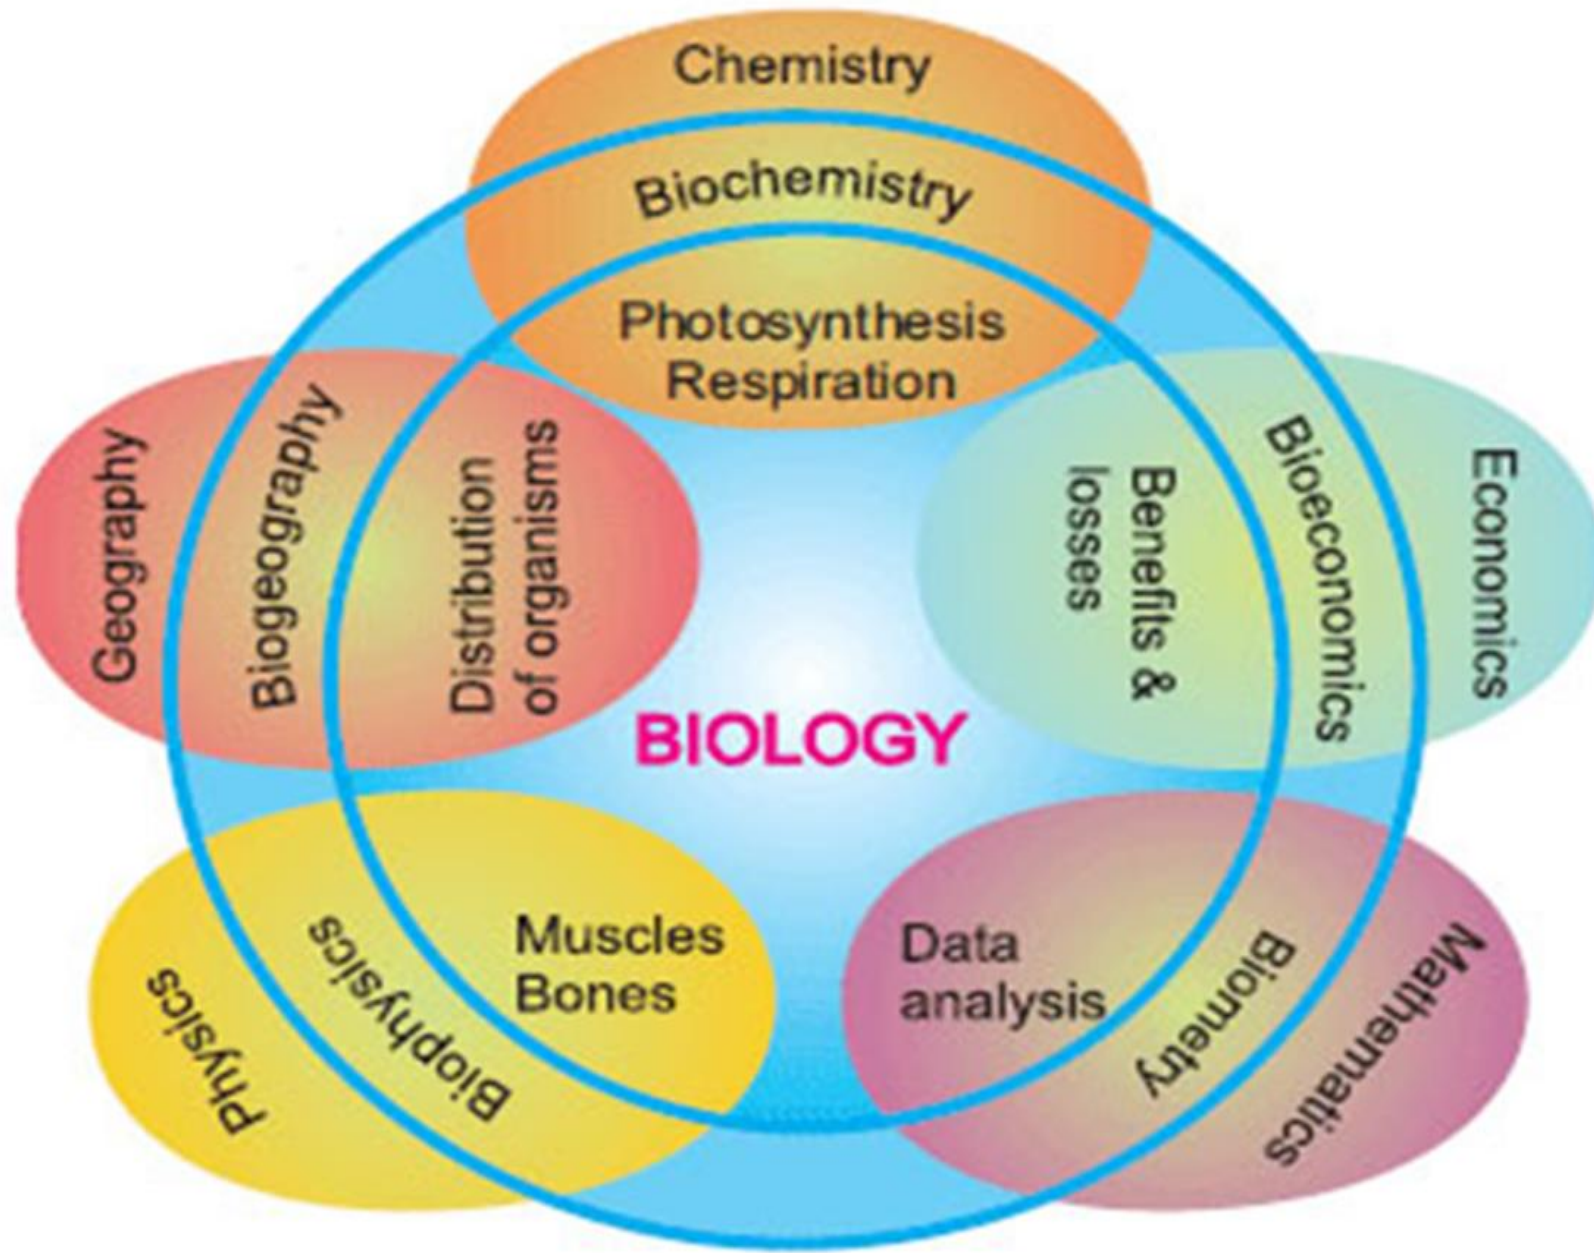 Chemistry
Biochemistry
Photosynthesis
Respiration
Geography
Biogeography
Distribution
of organisms
Benefits &
losses
Bioeconomics
Economics
BIOLOGY
Physics
Biophysics
Muscles
Bones
Data
analysis
Biometry
Mathematics